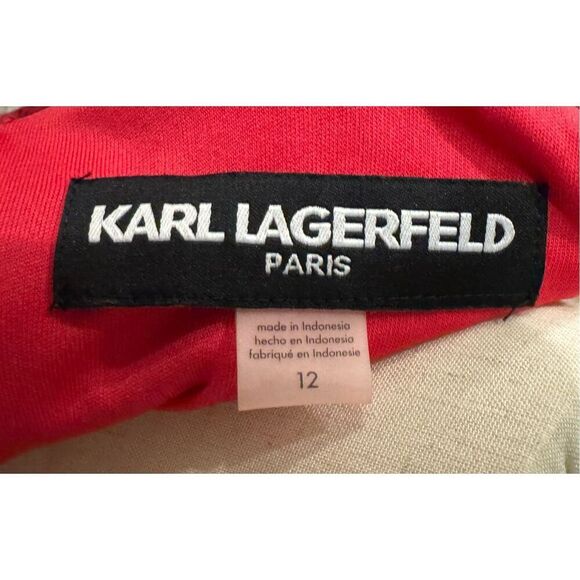 KARL LAGERFELD
PARIS
made in Indonesia
hecho en Indonesia
fabriqué en Indonesie
12